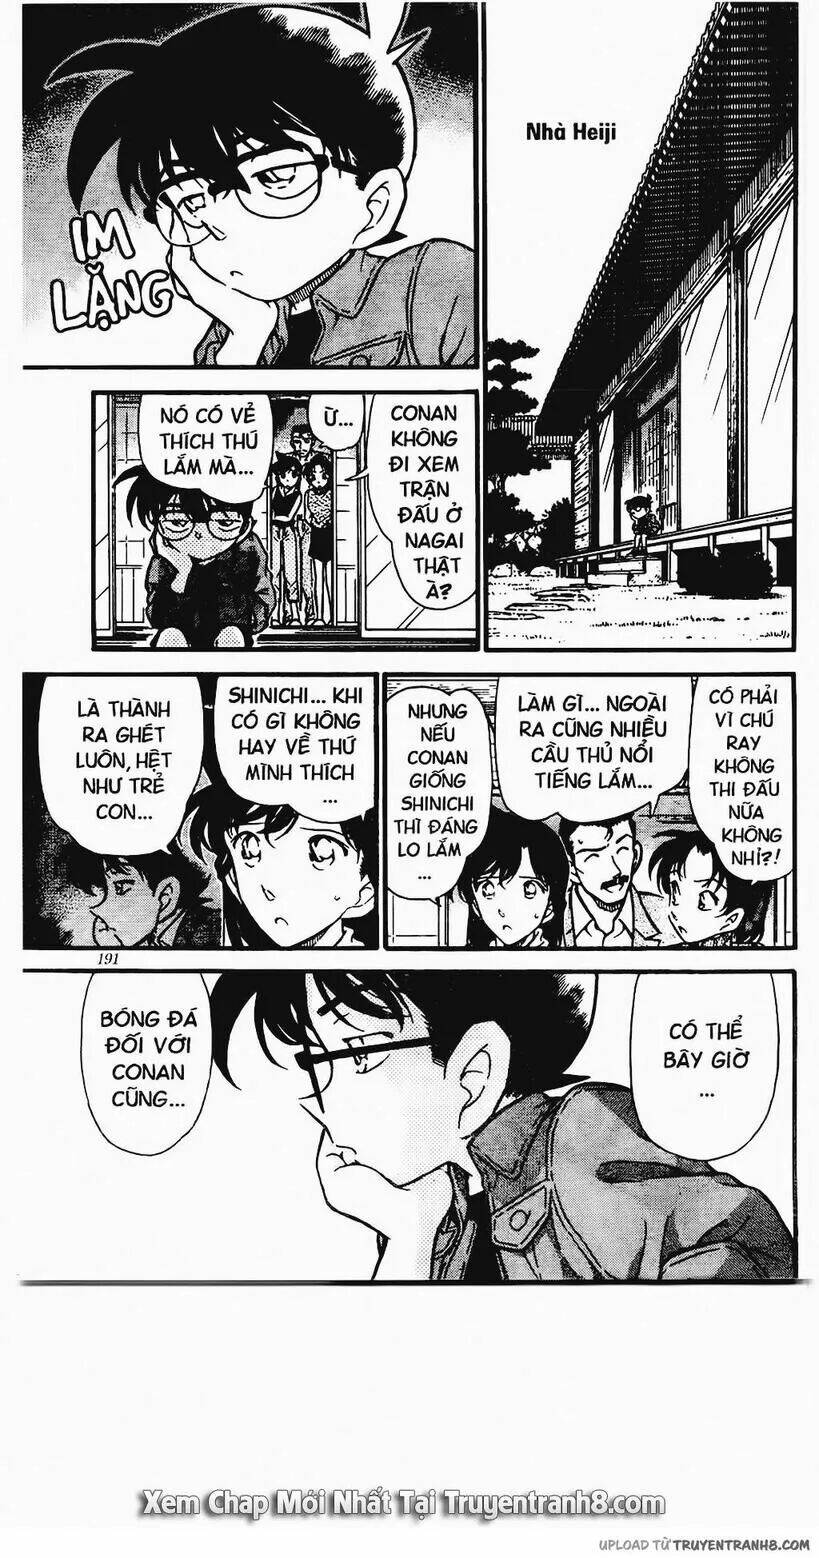 Nhà Heiji
IM
LẶNG
CONAN
KHÔNG
ĐI XEM
TRẬN
ĐẤU Ở
NAGAI
THẬT
À?
Ừ...
NÓ CÓ VẺ
THÍCH THÚ
LẮM MÀ...
CÓ PHẢI
VÌ CHÚ
RAY
KHÔNG
THI ĐẤU
NỮA
KHÔNG
NHỈ?!
LÀM GÌ... NGOÀI
RA CŨNG NHIỀU
CẦU THỦ NỔI
TIẾNG LẮM...
NHƯNG
NẾU
CONAN
GIỐNG
SHINICHI
THÌ ĐÁNG
LO LẮM
...
SHINICHI... KHI
CÓ GÌ KHÔNG
HAY VỀ THỨ
MÌNH THÍCH
...
LÀ THÀNH
RA GHÉT
LUÔN, HỆT
NHƯ TRẺ
CON...
191
CÓ THỂ
BÂY GIỜ
...
BÓNG ĐÁ
ĐỐI VỚI
CONAN
CŨNG...
Xem Chap Mới Nhất Tại Truyentranh8.com
UPLOAD TỪ TRUYENTRANH8.COM